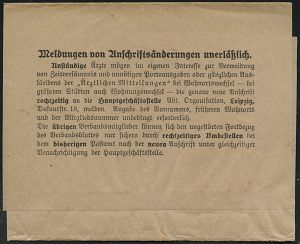 Meldungen von Anschriftsänderungen unerläßlich.
Anständige Ärzte mögen im eigenen Interesse zur Vermeidung
von Zeitversäumnis und unnötigen Portoausgaben oder gänzlichen Aus-
bleibens der „Ärztlichen Mitteilungen" bei Wohnortswechsel – bei
größeren Städten auch Wohnungswechsel – die genaue neue Anschrift
rechtzeitig an die Hauptgeschäftsstelle Abt. Organisation, Leipzig,
Dufourstr. 18, melden. Angabe des Vornamens, früheren Wohnorts
und der Mitgliedsnummer unbedingt erforderlich.
Die übrigen Verbandsmitglieder können sich den ungestörten Fortbezug
des Verbandsblattes nur sichern durch rechtzeitiges Umbestellen bei
dem bisherigen Postamt nach der neuen Anschrift unter gleichzeitiger
Benachrichtigung der Hauptgeschäftsstelle.